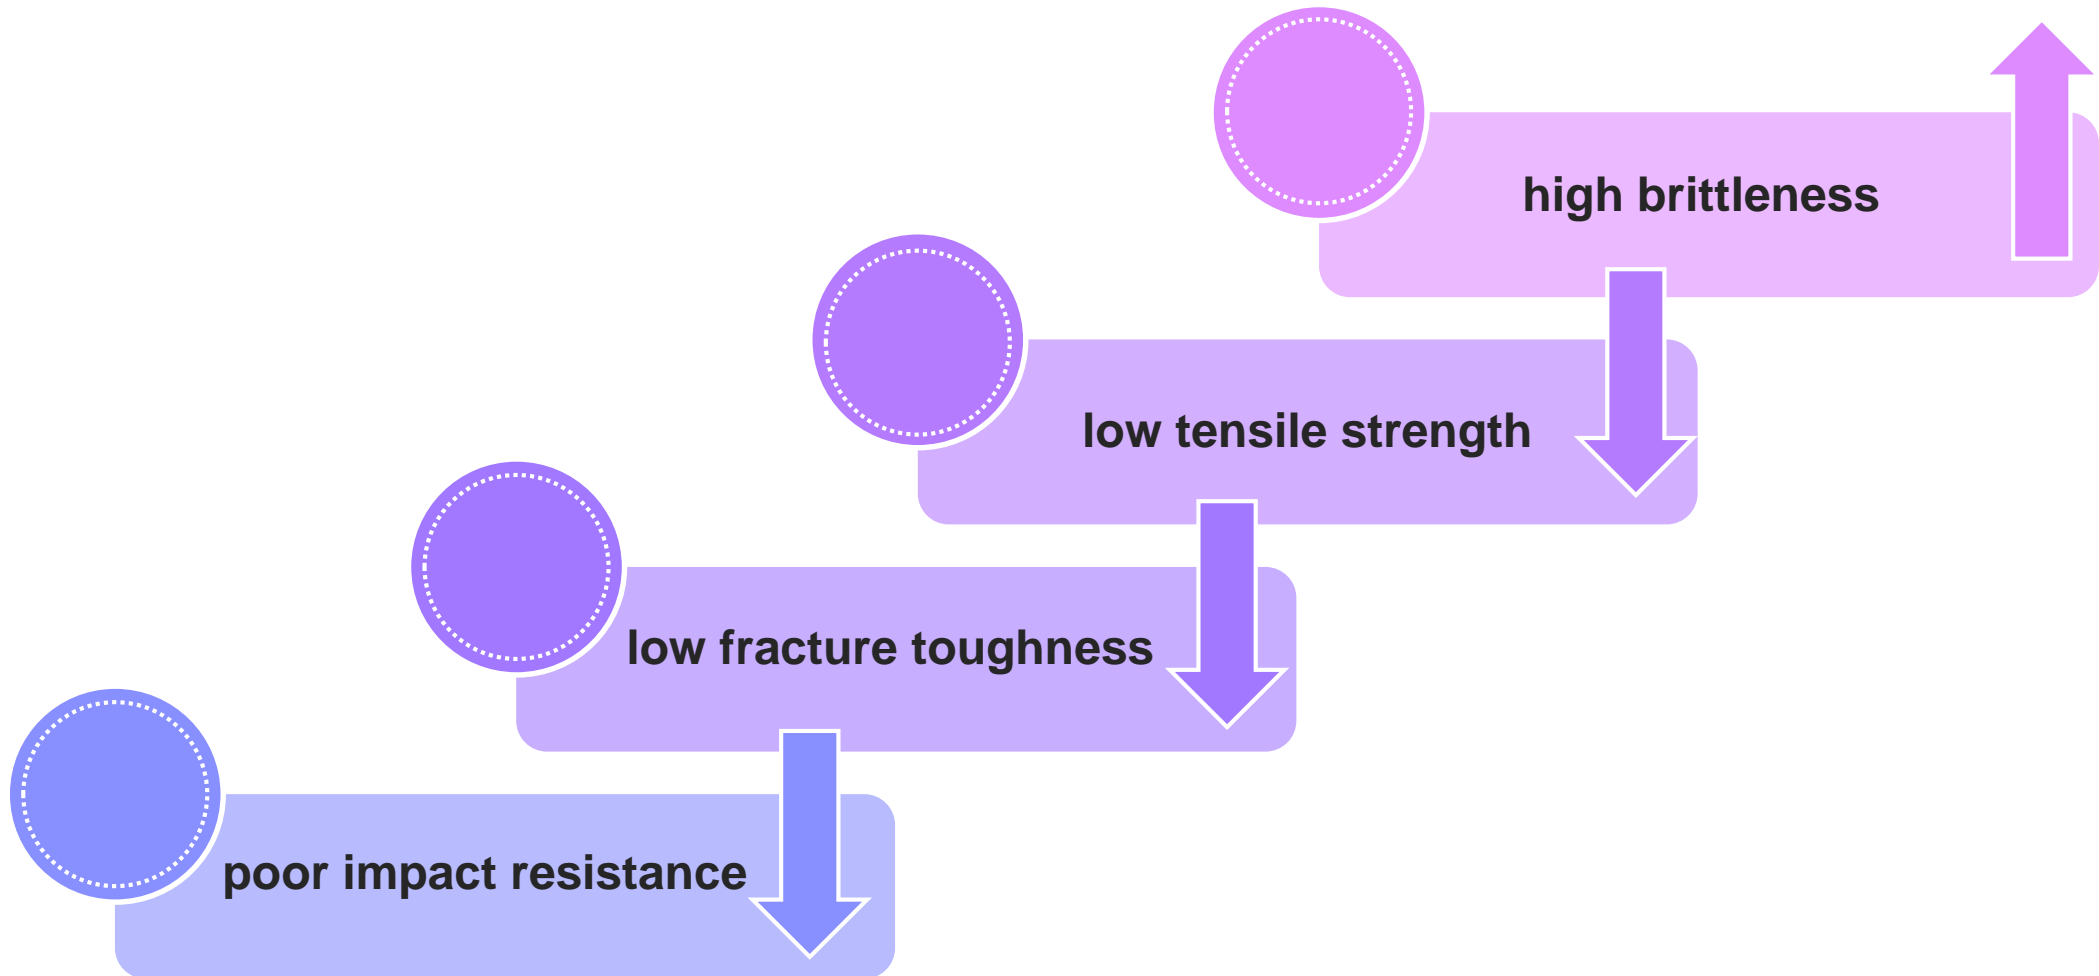 high brittleness
low tensile strength
low fracture toughness
poor impact resistance